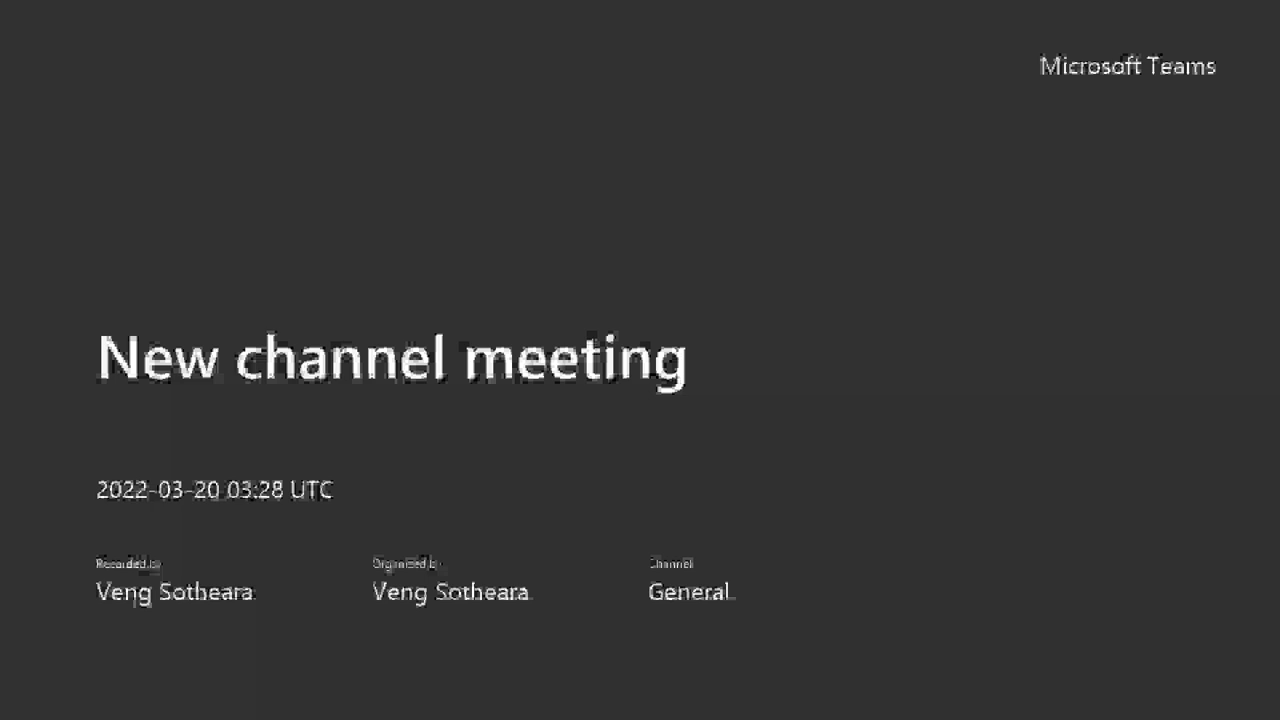 Microsoft Teams
New channel meeting
2022-03-20 03:28 UTC
Recorded by Organized by Channel
Veng Sotheara Veng Sotheara General